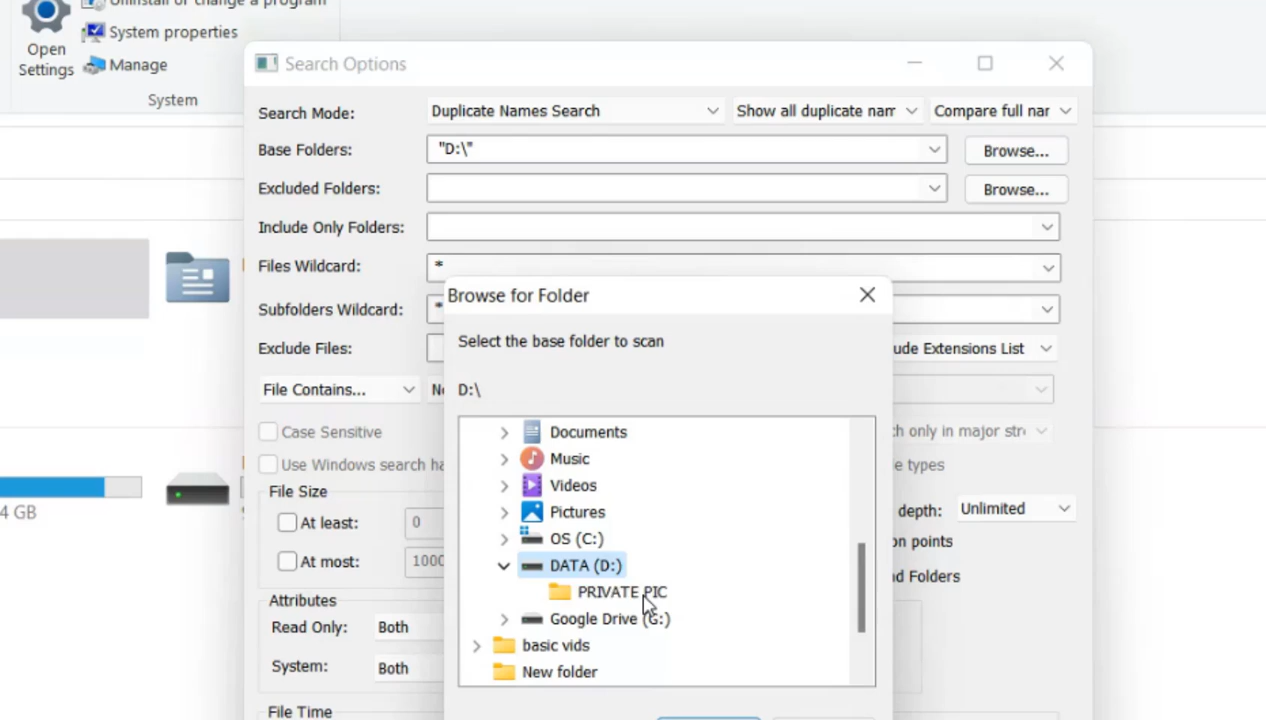 Uninstall or change a program
Open
Settings
System properties
Manage
System
Search Options
Search Mode:
Duplicate Names Search
Show all duplicate nam
Compare full nar
Base Folders:
"D:\"
Browse...
Excluded Folders:
Browse...
Include Only Folders:
Files Wildcard:
*
Subfolders Wildcard:
*
Exclude Files:
ude Extensions List
File Contains...
Case Sensitive
ch only in major stre
Use Windows search ha
e types
File Size
At least:
0
depth:
Unlimited
At most:
1000
on points
nd Folders
Attributes
Read Only:
Both
System:
Both
File Time
Browse for Folder
Select the base folder to scan
D:\
Documents
Music
Videos
Pictures
OS (C:)
DATA (D:)
PRIVATE PIC
Google Drive (G:)
basic vids
New folder
4 GB